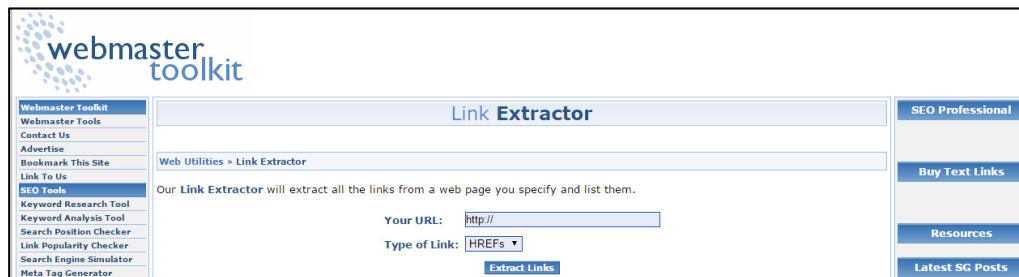 webmaster
toolkit
Webmaster Toolkit
Webmaster Tools
Contact Us
Advertise
Bookmark This Site
Link To Us
SEO Tools
Keyword Research Tool
Keyword Analysis Tool
Search Position Checker
Link Popularity Checker
Search Engine Simulator
Meta Tag Generator
Link Extractor
Web Utilities » Link Extractor
Our Link Extractor will extract all the links from a web page you specify and list them.
Your URL: http://
Type of Link: HREFs
Extract Links
SEO Professional
Buy Text Links
Resources
Latest SG Posts